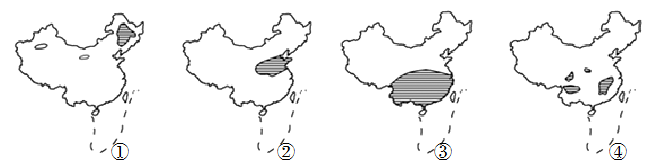 ① ② ③ ④